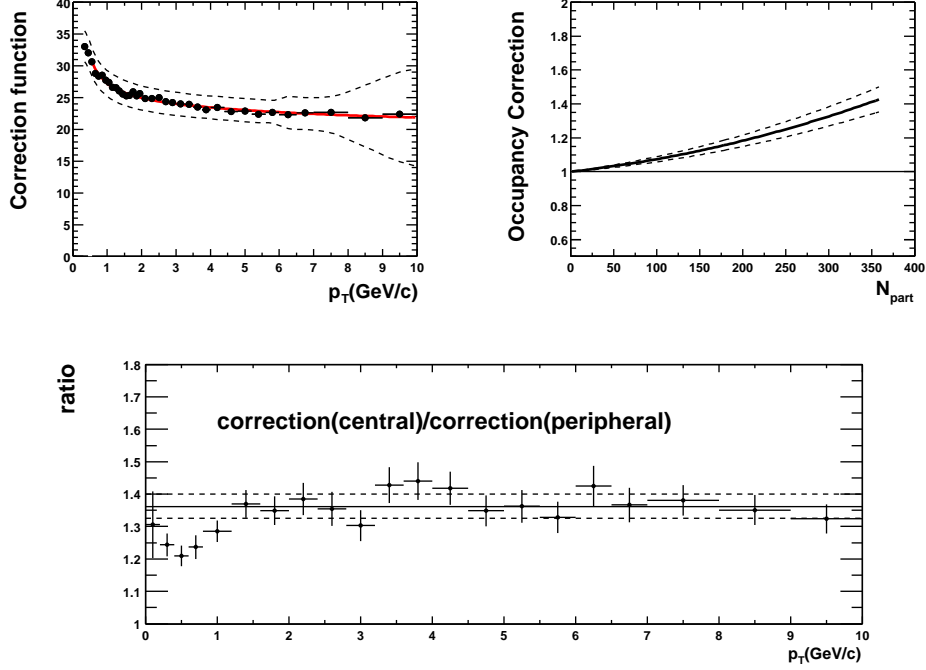 Correction function
40
35
30
25
20
15
10
5
0
0 1 2 3 4 5 6 7 8 9 10
p_T(GeV/c)
Occupancy Correction
2
1.8
1.6
1.4
1.2
1
0.8
0.6
0 50 100 150 200 250 300 350 400
N_part
ratio
1.8
1.7
1.6
1.5
1.4
1.3
1.2
1.1
1
correction(central)/correction(peripheral)
0 1 2 3 4 5 6 7 8 9 10
p_T(GeV/c)